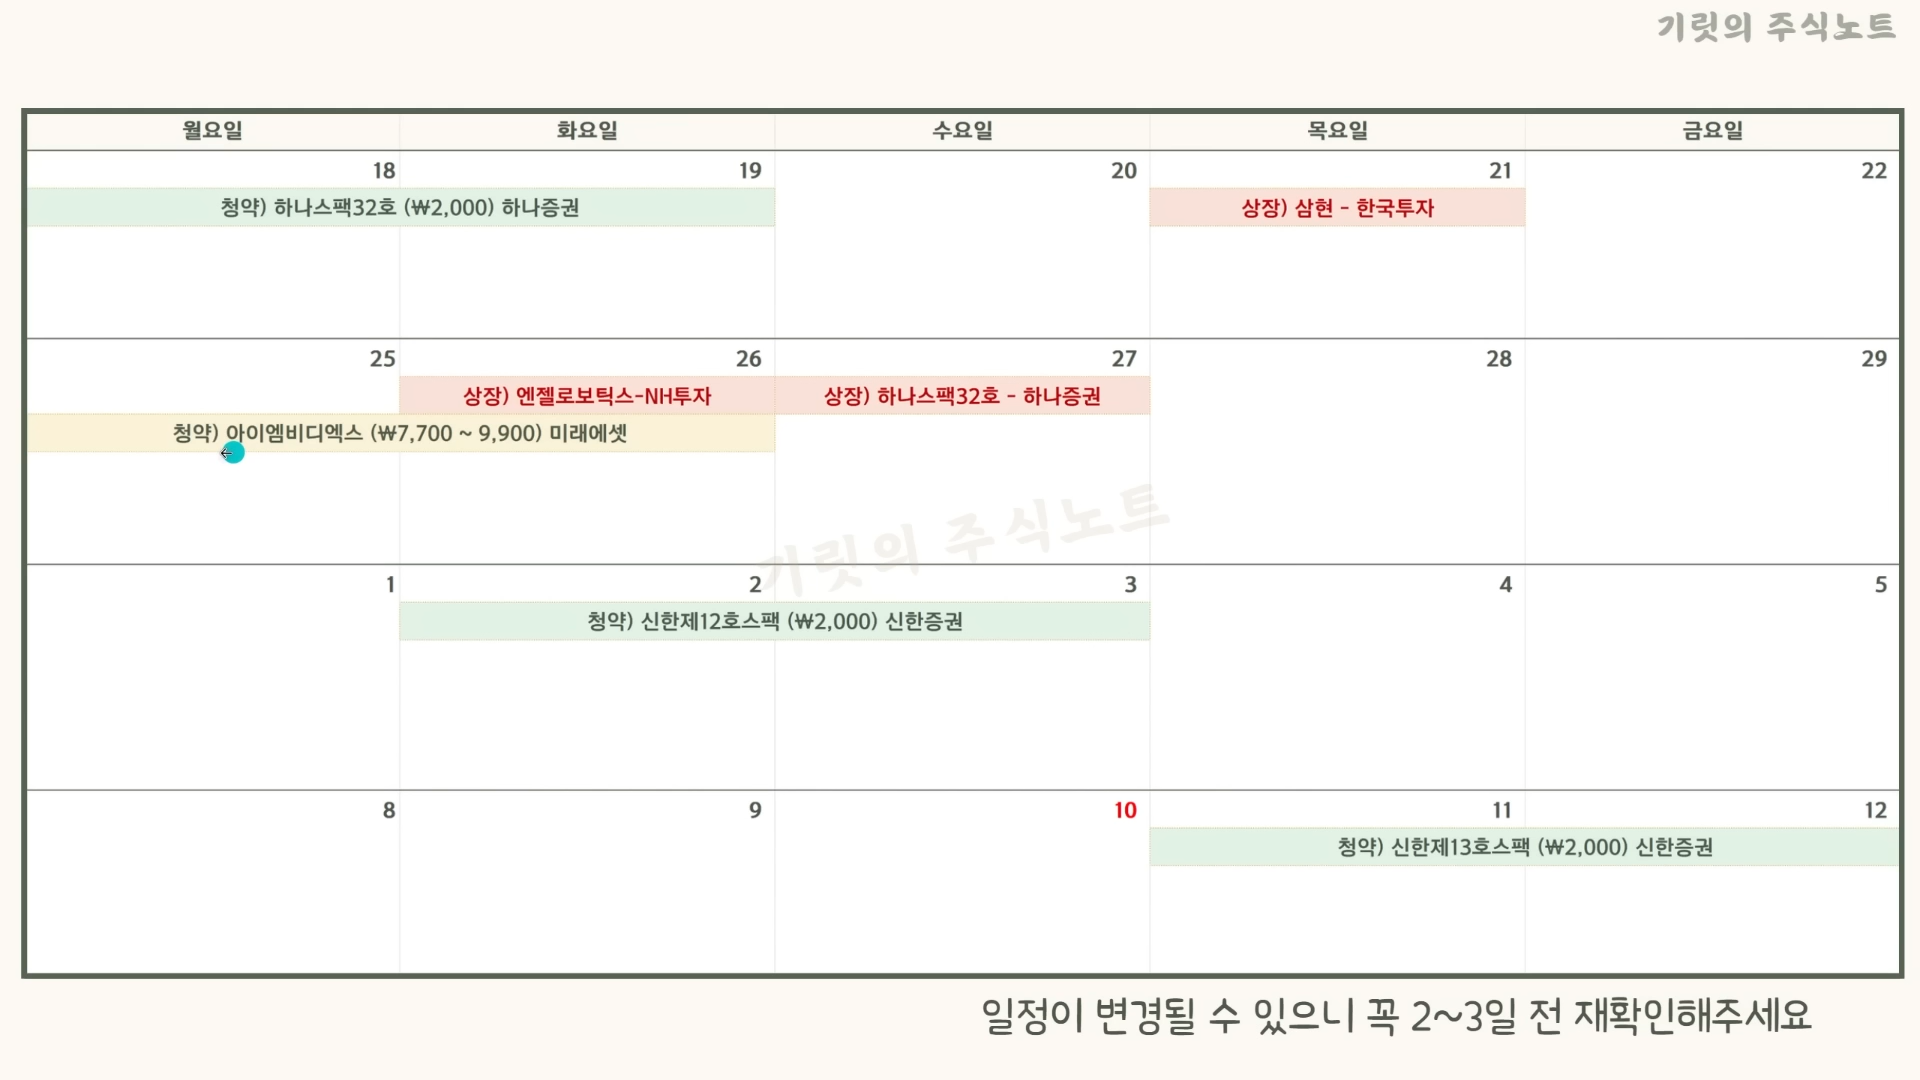 기릿의 주식노트
월요일 화요일 수요일 목요일 금요일
18 19 20 21 22
청약) 하나스팩32호 (₩2,000) 하나증권 상장) 삼현 - 한국투자
25 26 27 28 29
상장) 엔젤로보틱스-NH투자 상장) 하나스팩32호 - 하나증권
청약) 아이엠비디엑스 (₩7,700 ~ 9,900) 미래에셋
기릿의 주식노트
1 2 3 4 5
청약) 신한제12호스팩 (₩2,000) 신한증권
8 9 10 11 12
청약) 신한제13호스팩 (₩2,000) 신한증권
일정이 변경될 수 있으니 꼭 2~3일 전 재확인해주세요